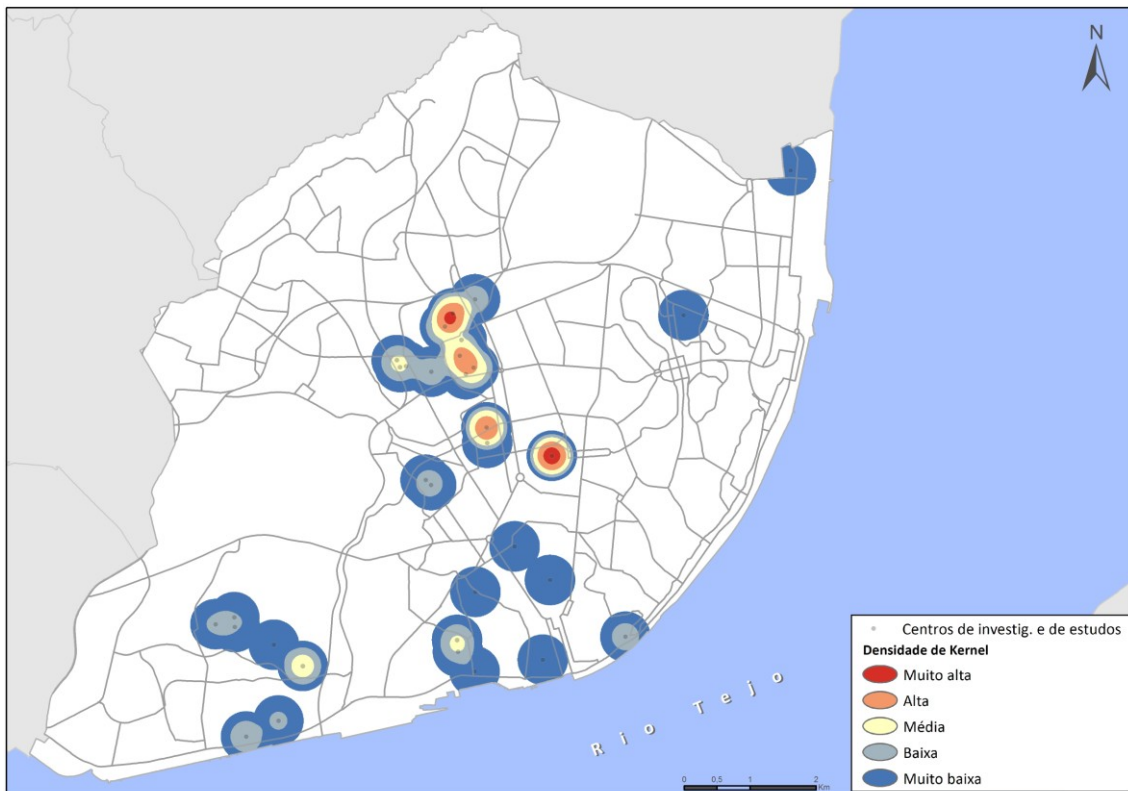 N
Rio Tejo
0 0,5 1 2
Km
Centros de investig. e de estudos
Densidade de Kernel
Muito alta
Alta
Média
Baixa
Muito baixa